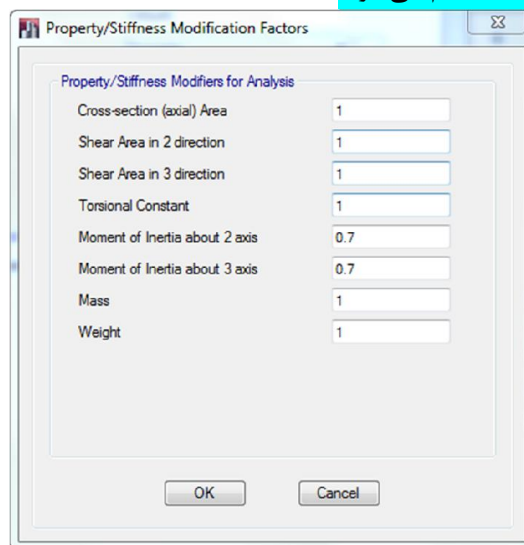 Property/Stiffness Modification Factors
Property/Stiffness Modifiers for Analysis
Cross-section (axial) Area 1
Shear Area in 2 direction 1
Shear Area in 3 direction 1
Torsional Constant 1
Moment of Inertia about 2 axis 0.7
Moment of Inertia about 3 axis 0.7
Mass 1
Weight 1
OK Cancel